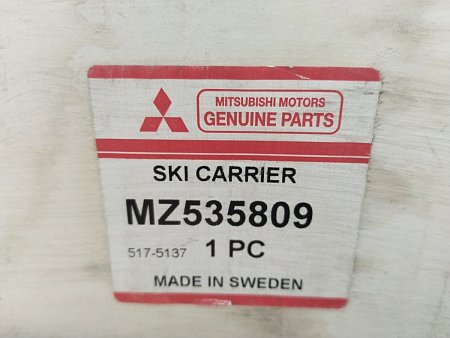 MITSUBISHI MOTORS
GENUINE PARTS
SKI CARRIER
MZ535809
517-5137 1 PC
MADE IN SWEDEN